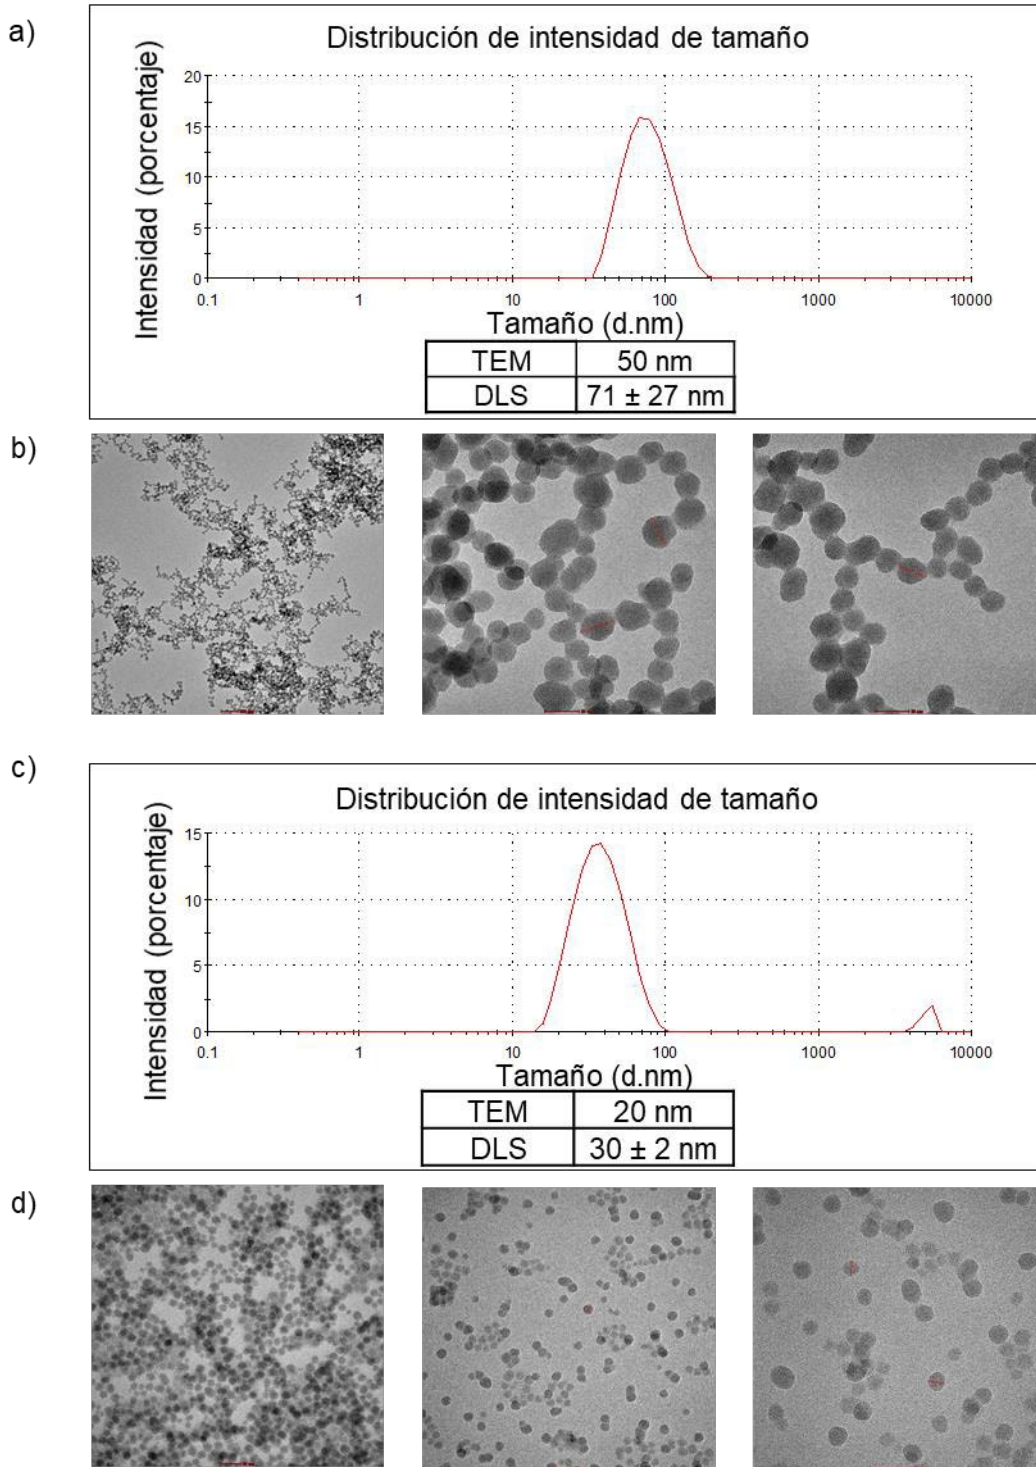 a)
Distribución de intensidad de tamaño
Intensidad (porcentaje)
20
15
10
5
0
0.1 1 10 100 1000 10000
Tamaño (d.nm)
TEM 50 nm
DLS 71 ± 27 nm
b)
c)
Distribución de intensidad de tamaño
Intensidad (porcentaje)
15
10
5
0
0.1 1 10 100 1000 10000
Tamaño (d.nm)
TEM 20 nm
DLS 30 ± 2 nm
d)